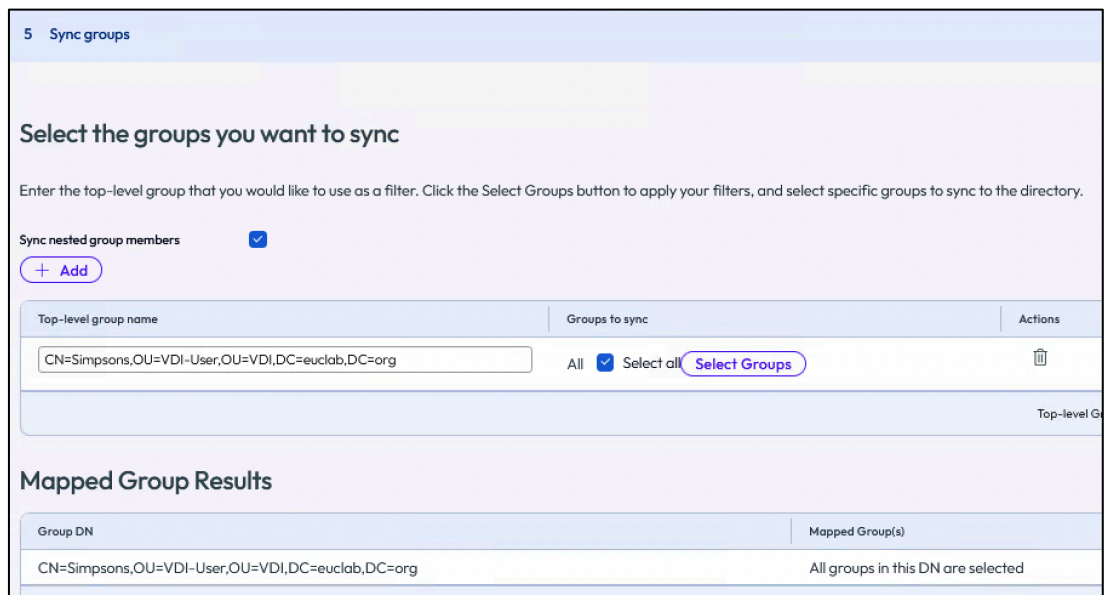 5 Sync groups
Select the groups you want to sync
Enter the top-level group that you would like to use as a filter. Click the Select Groups button to apply your filters, and select specific groups to sync to the directory.
Sync nested group members
+ Add
Top-level group name Groups to sync Actions
CN=Simpsons,OU=VDI-User,OU=VDI,DC=euclab,DC=org All Select all Select Groups
Top-level Gr
Mapped Group Results
Group DN Mapped Group(s)
CN=Simpsons,OU=VDI-User,OU=VDI,DC=euclab,DC=org All groups in this DN are selected